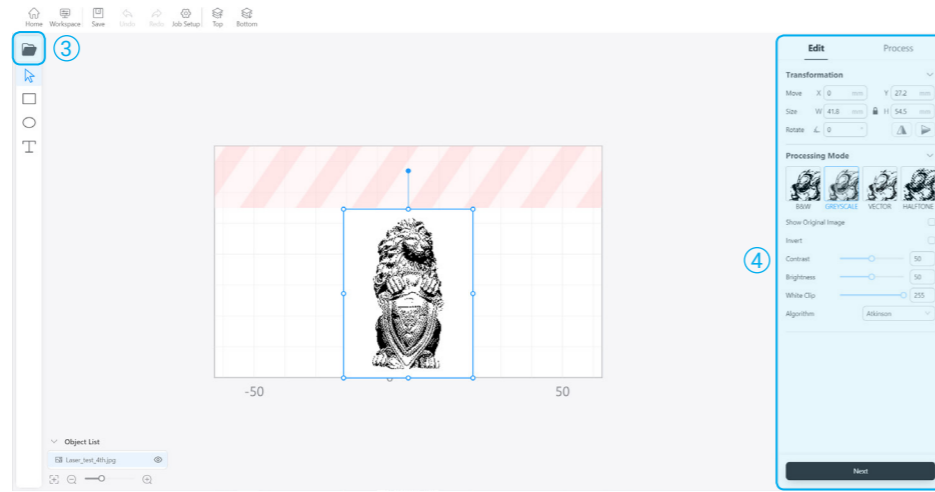 Home Workspace Save Undo Redo Job Setup Top Bottom
③
Edit Process
Transformation
Move X 0 mm Y 27.2 mm
Size W 41.8 mm H 54.5 mm
Rotate 0 °
Processing Mode
B&W GREYSCALE VECTOR HALFTONE
Show Original Image
Invert
④
Contrast 50
Brightness 50
White Clip 255
Algorithm Atkinson
-50 50
Object List
Laser_test_4th.jpg
Next